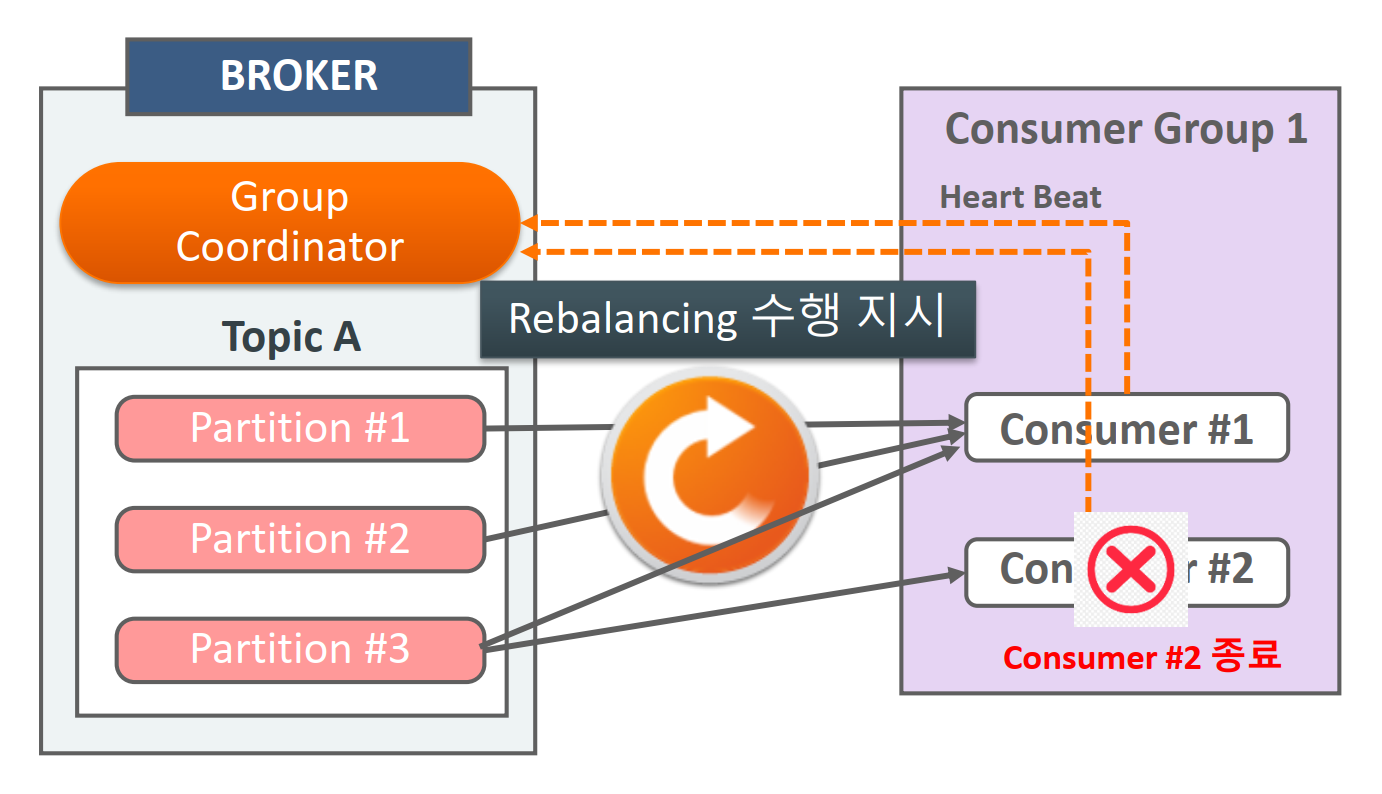 BROKER
Consumer Group 1
Group
Coordinator
Heart Beat
Rebalancing 수행 지시
Topic A
Partition #1
Consumer #1
Partition #2
Con r #2
Partition #3
Consumer #2 종료